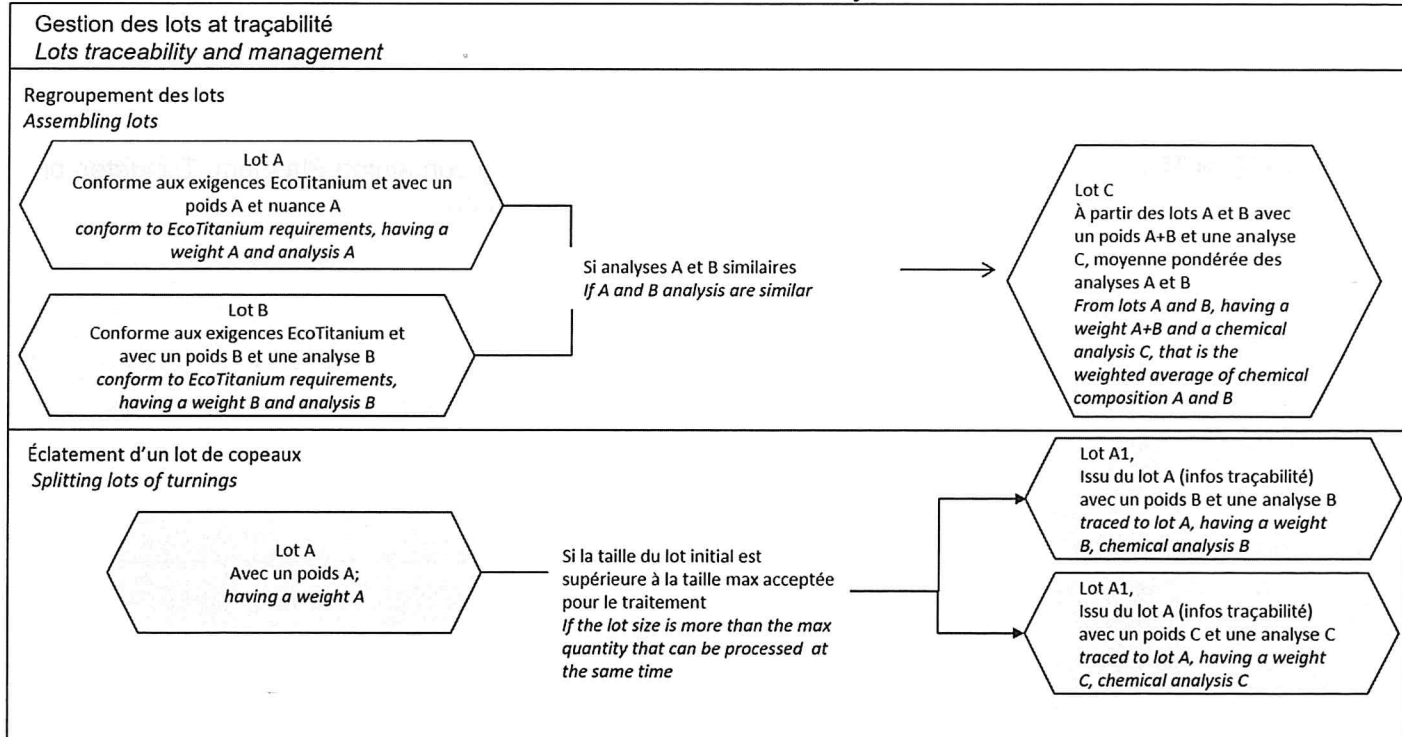 Gestion des lots at traçabilité
Lots traceability and management
Regroupement des lots
Assembling lots
Lot A
Conforme aux exigences EcoTitanium et avec un
poids A et nuance A
conform to EcoTitanium requirements, having a
weight A and analysis A
Lot B
Conforme aux exigences EcoTitanium et
avec un poids B et une analyse B
conform to EcoTitanium requirements,
having a weight B and analysis B
Si analyses A et B similaires
If A and B analysis are similar
Lot C
À partir des lots A et B avec
un poids A+B et une analyse
C, moyenne pondérée des
analyses A et B
From lots A and B, having a
weight A+B and a chemical
analysis C, that is the
weighted average of chemical
composition A and B
Éclatement d'un lot de copeaux
Splitting lots of turnings
Lot A
Avec un poids A;
having a weight A
Si la taille du lot initial est
supérieure à la taille max acceptée
pour le traitement
If the lot size is more than the max
quantity that can be processed at
the same time
Lot A1,
Issu du lot A (infos traçabilité)
avec un poids B et une analyse B
traced to lot A, having a weight
B, chemical analysis B
Lot A1,
Issu du lot A (infos traçabilité)
avec un poids C et une analyse C
traced to lot A, having a weight
C, chemical analysis C